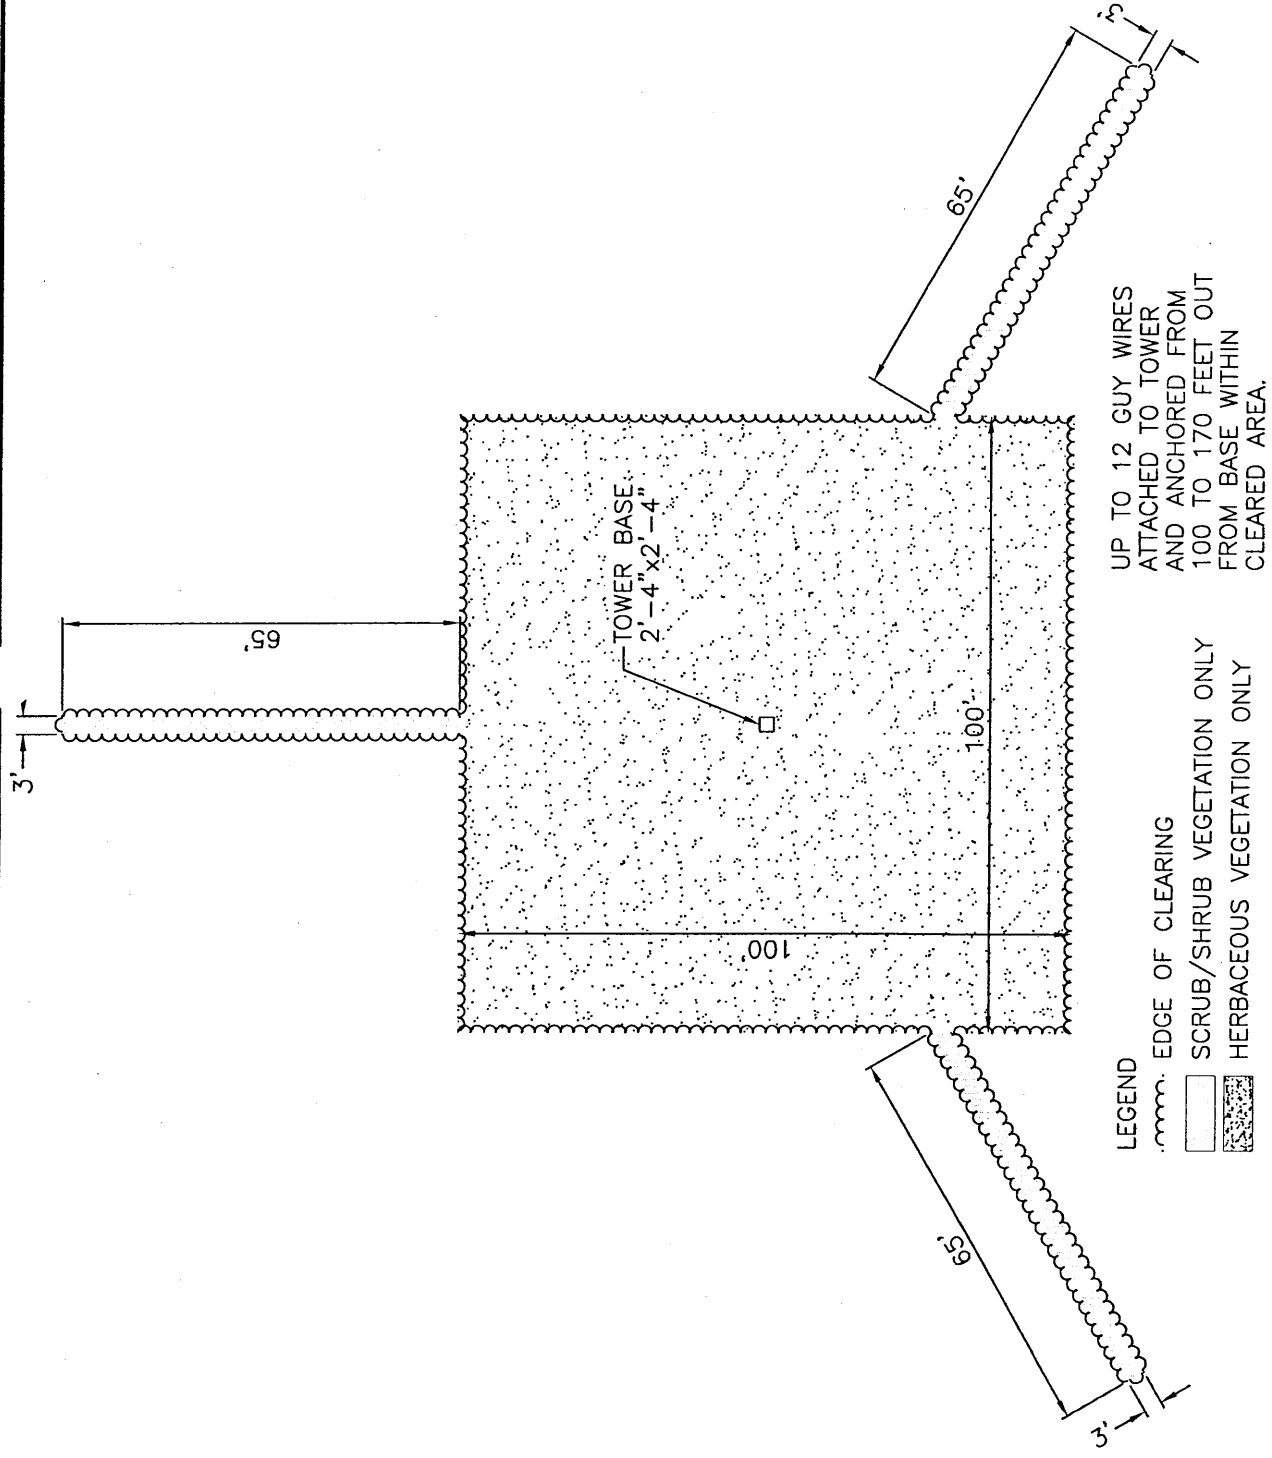 3'
65'
3'
65'
TOWER BASE
2'-4"x2'-4"
100'
100'
65'
3'
LEGEND
EDGE OF CLEARING
SCRUB/SHRUB VEGETATION ONLY
HERBACEOUS VEGETATION ONLY
UP TO 12 GUY WIRES
ATTACHED TO TOWER
AND ANCHORED FROM
100 TO 170 FEET OUT
FROM BASE WITHIN
CLEARED AREA.